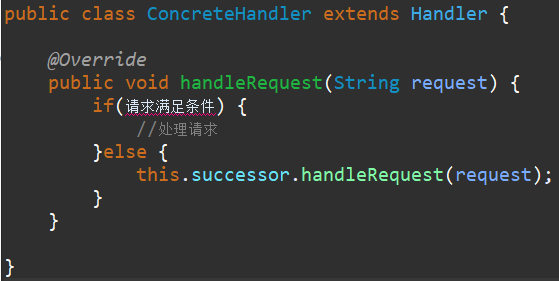 public class ConcreteHandler extends Handler {
@Override
public void handleRequest(String request) {
if(请求满足条件) {
//处理请求
}else {
this.successor.handleRequest(request);
}
}
}